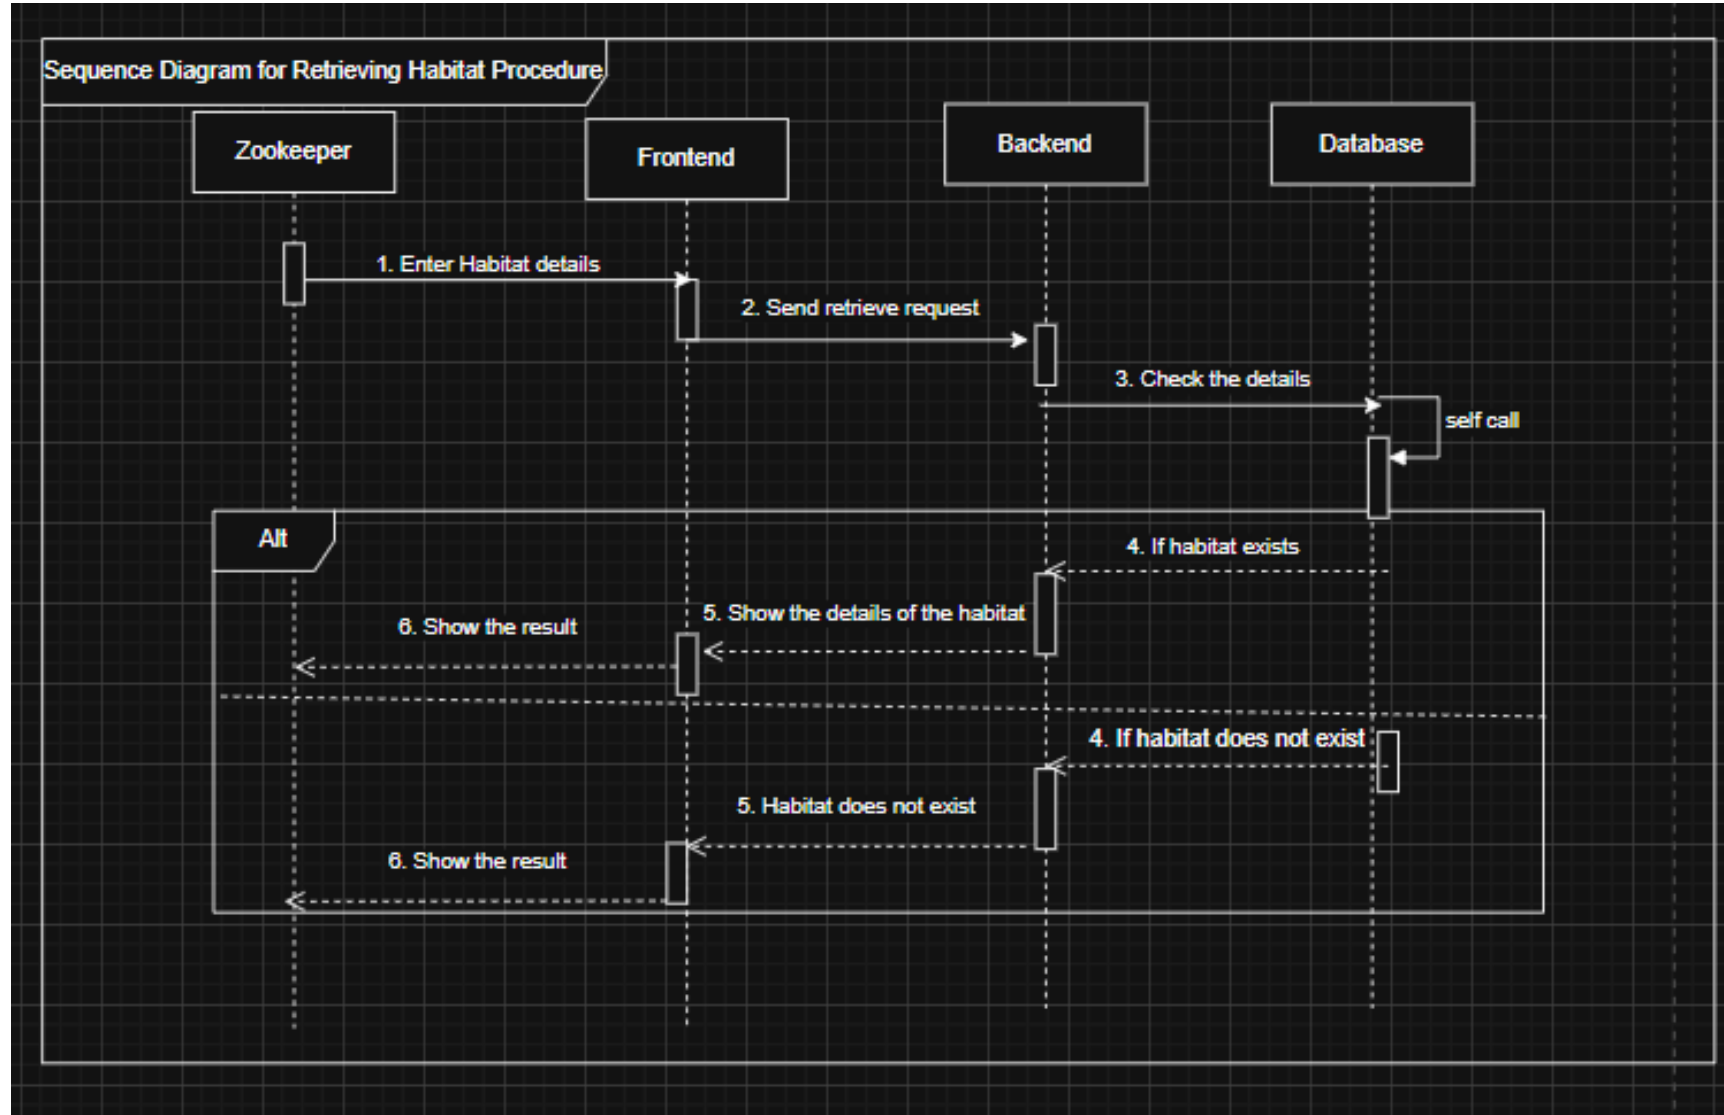 Sequence Diagram for Retrieving Habitat Procedure
Zookeeper
Frontend
Backend
Database
1. Enter Habitat details
2. Send retrieve request
3. Check the details
self call
Alt
4. If habitat exists
5. Show the details of the habitat
6. Show the result
4. If habitat does not exist
5. Habitat does not exist
6. Show the result